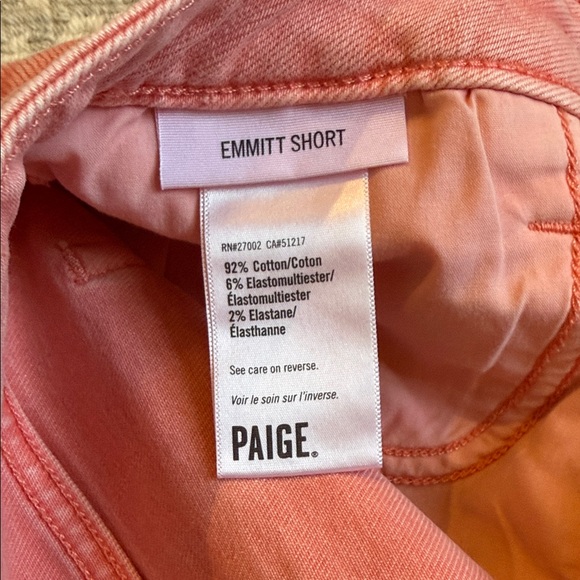 EMMITT SHORT
RN#27002 CA#51217
92% Cotton/Coton
6% Elastomultiester/
Élastomultiester
2% Elastane/
Élasthanne
See care on reverse.
Voir le soin sur l'inverse.
PAIGE®